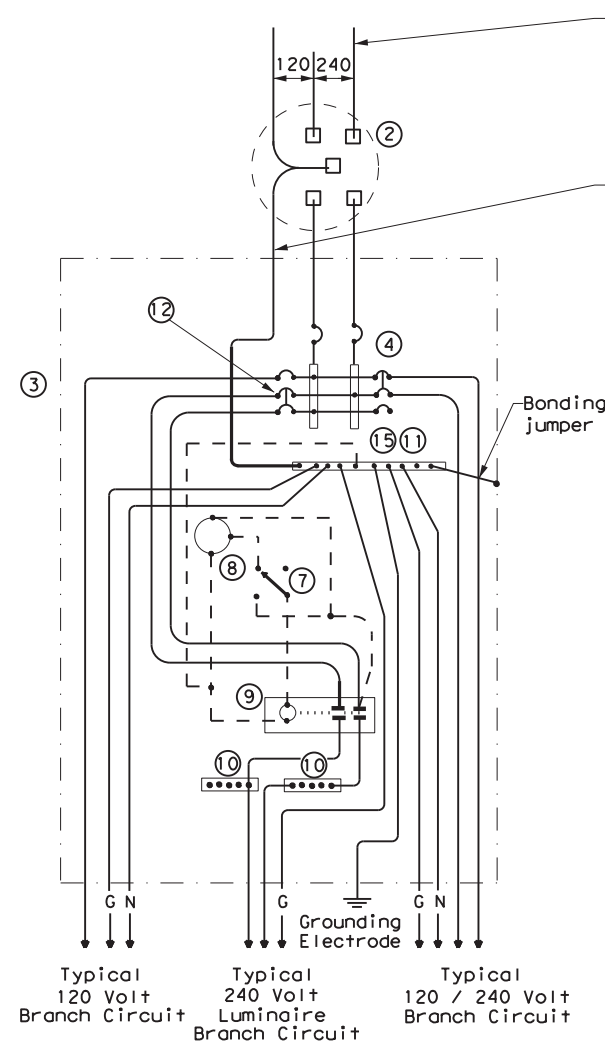 120 240
2
12
4
3
Bonding
jumper
15 11
8
7
9
10 10
G N G G N
Grounding
Electrode
Typical
120 Volt
Branch Circuit
Typical
240 Volt
Luminaire
Branch Circuit
Typical
120 / 240 Volt
Branch Circuit